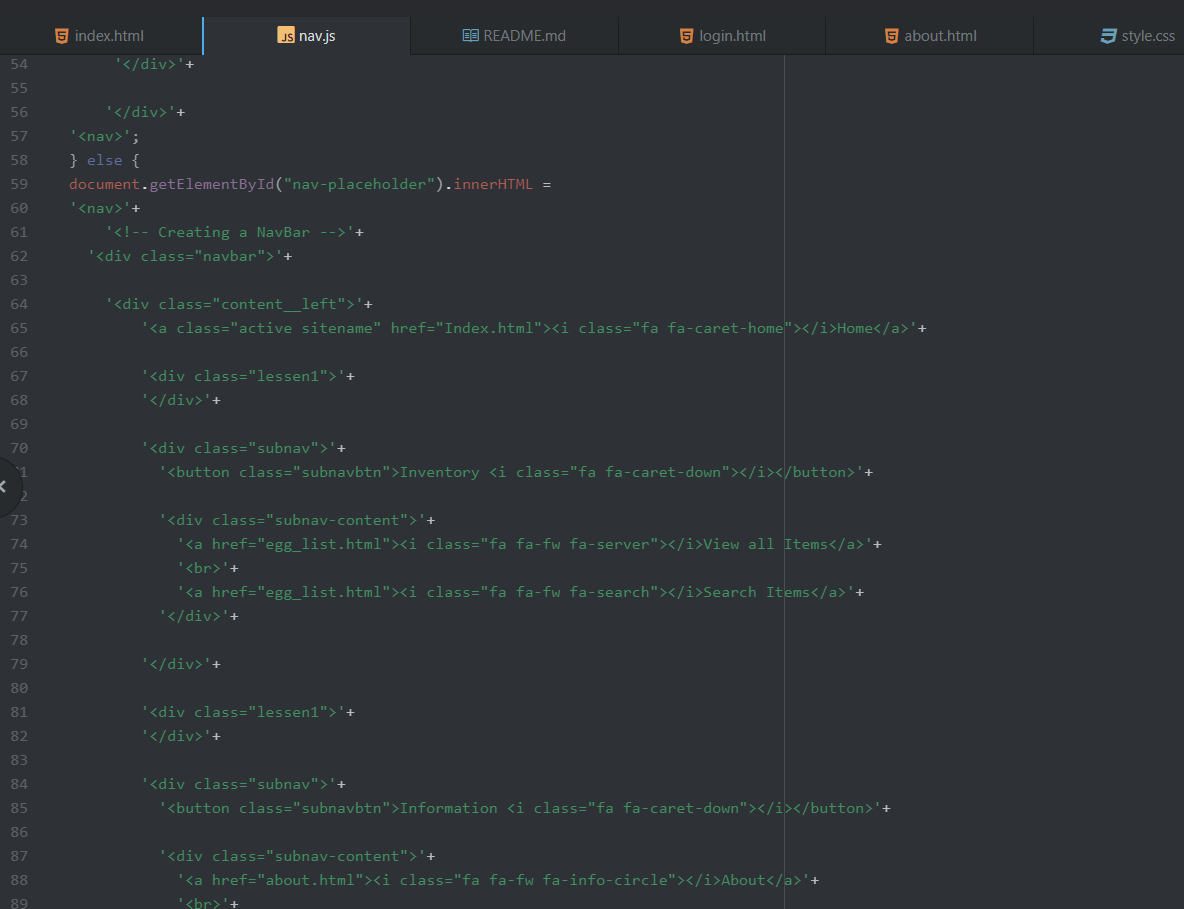 index.html
nav.js
README.md
login.html
about.html
style.css
54 '</div>'+
55
56 '</div>'+
57 '<nav>';
58 } else {
59 document.getElementById("nav-placeholder").innerHTML =
60 '<nav>'+
61 '<!-- Creating a NavBar -->'+
62 '<div class="navbar">'+
63
64 '<div class="content__left">'+
65 '<a class="active sitename" href="Index.html"><i class="fa fa-caret-home"></i>Home</a>'+
66
67 '<div class="lessen1">'+
68 '</div>'+
69
70 '<div class="subnav">'+
1 '<button class="subnavbtn">Inventory <i class="fa fa-caret-down"></i></button>'+
2
73 '<div class="subnav-content">'+
74 '<a href="egg_list.html"><i class="fa fa-fw fa-server"></i>View all Items</a>'+
75 '<br>'+
76 '<a href="egg_list.html"><i class="fa fa-fw fa-search"></i>Search Items</a>'+
77 '</div>'+
78
79 '</div>'+
80
81 '<div class="lessen1">'+
82 '</div>'+
83
84 '<div class="subnav">'+
85 '<button class="subnavbtn">Information <i class="fa fa-caret-down"></i></button>'+
86
87 '<div class="subnav-content">'+
88 '<a href="about.html"><i class="fa fa-fw fa-info-circle"></i>About</a>'+
89 '<br>'+